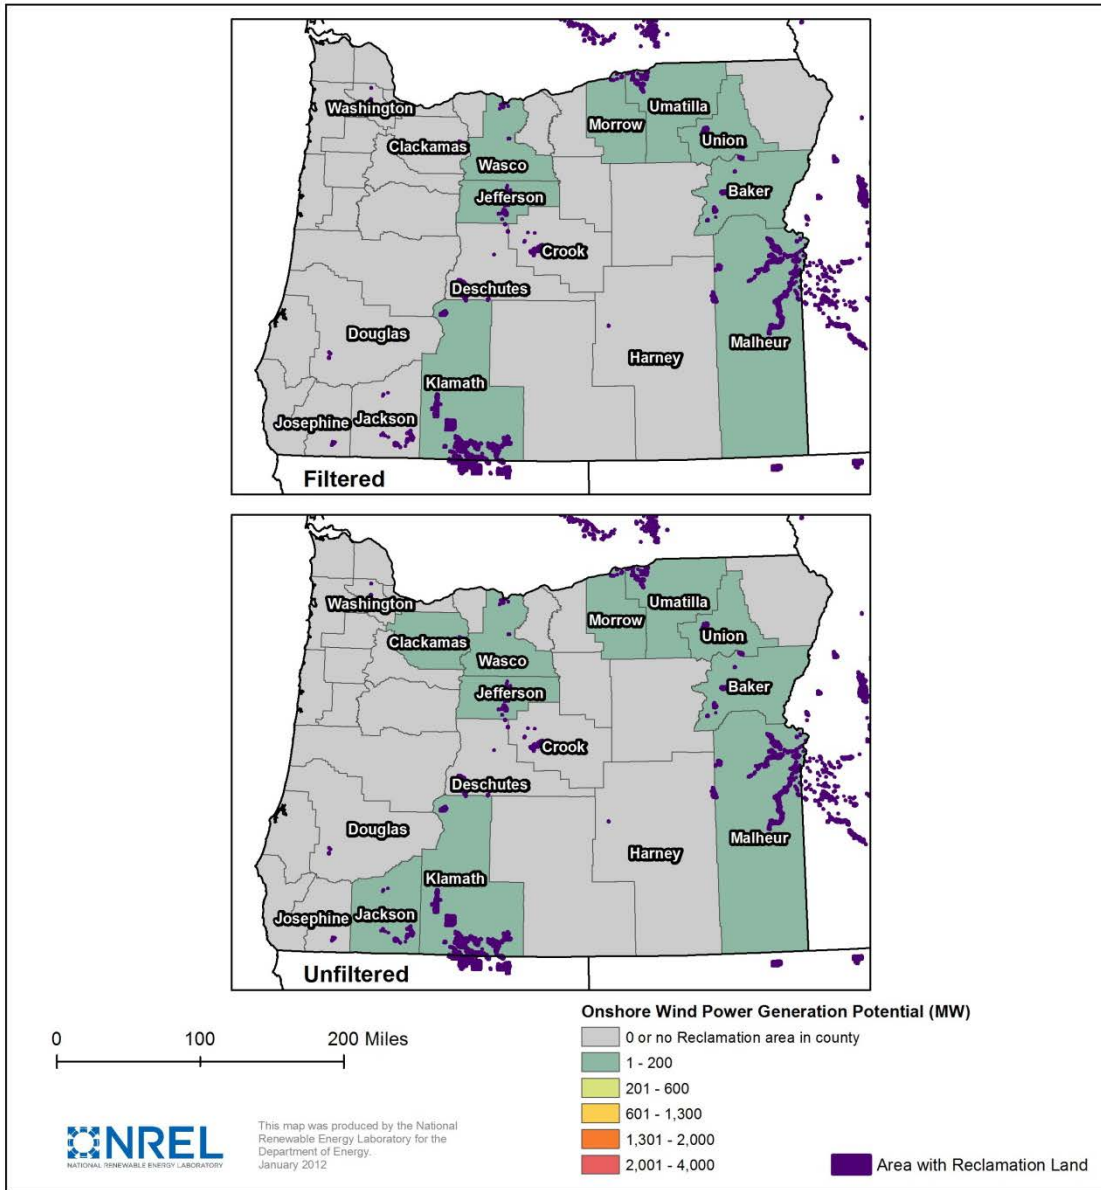 Washington
Umatilla
Morrow
Clackamas
Union
Wasco
Baker
Jefferson
Crook
Deschutes
Douglas
Malheur
Harney
Klamath
Josephine
Jackson
Filtered
Washington
Umatilla
Morrow
Clackamas
Union
Wasco
Baker
Jefferson
Crook
Deschutes
Douglas
Malheur
Harney
Klamath
Josephine
Jackson
Unfiltered
Onshore Wind Power Generation Potential (MW)
0 or no Reclamation area in county
1 - 200
201 - 600
601 - 1,300
1,301 - 2,000
2,001 - 4,000
Area with Reclamation Land
0 100 200 Miles
NREL
NATIONAL RENEWABLE ENERGY LABORATORY
This map was produced by the National
Renewable Energy Laboratory for the
Department of Energy.
January 2012